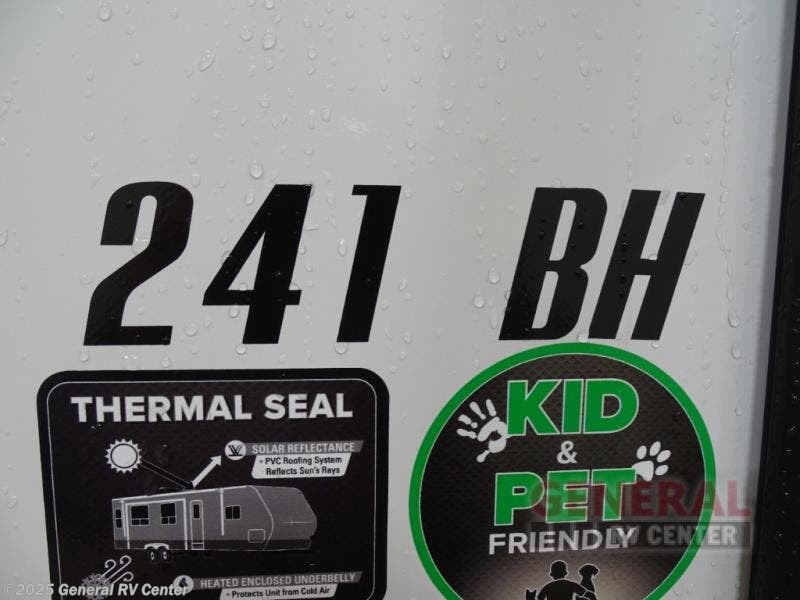 241 BH
THERMAL SEAL
SOLAR REFLECTANCE
• PVC Roofing System
Reflects Sun's Rays
HEATED ENCLOSED UNDERBELLY
• Protects Unit from Cold Air
KID
&
PET
FRIENDLY
GENERAL
RV CENTER
© 2025 General RV Center